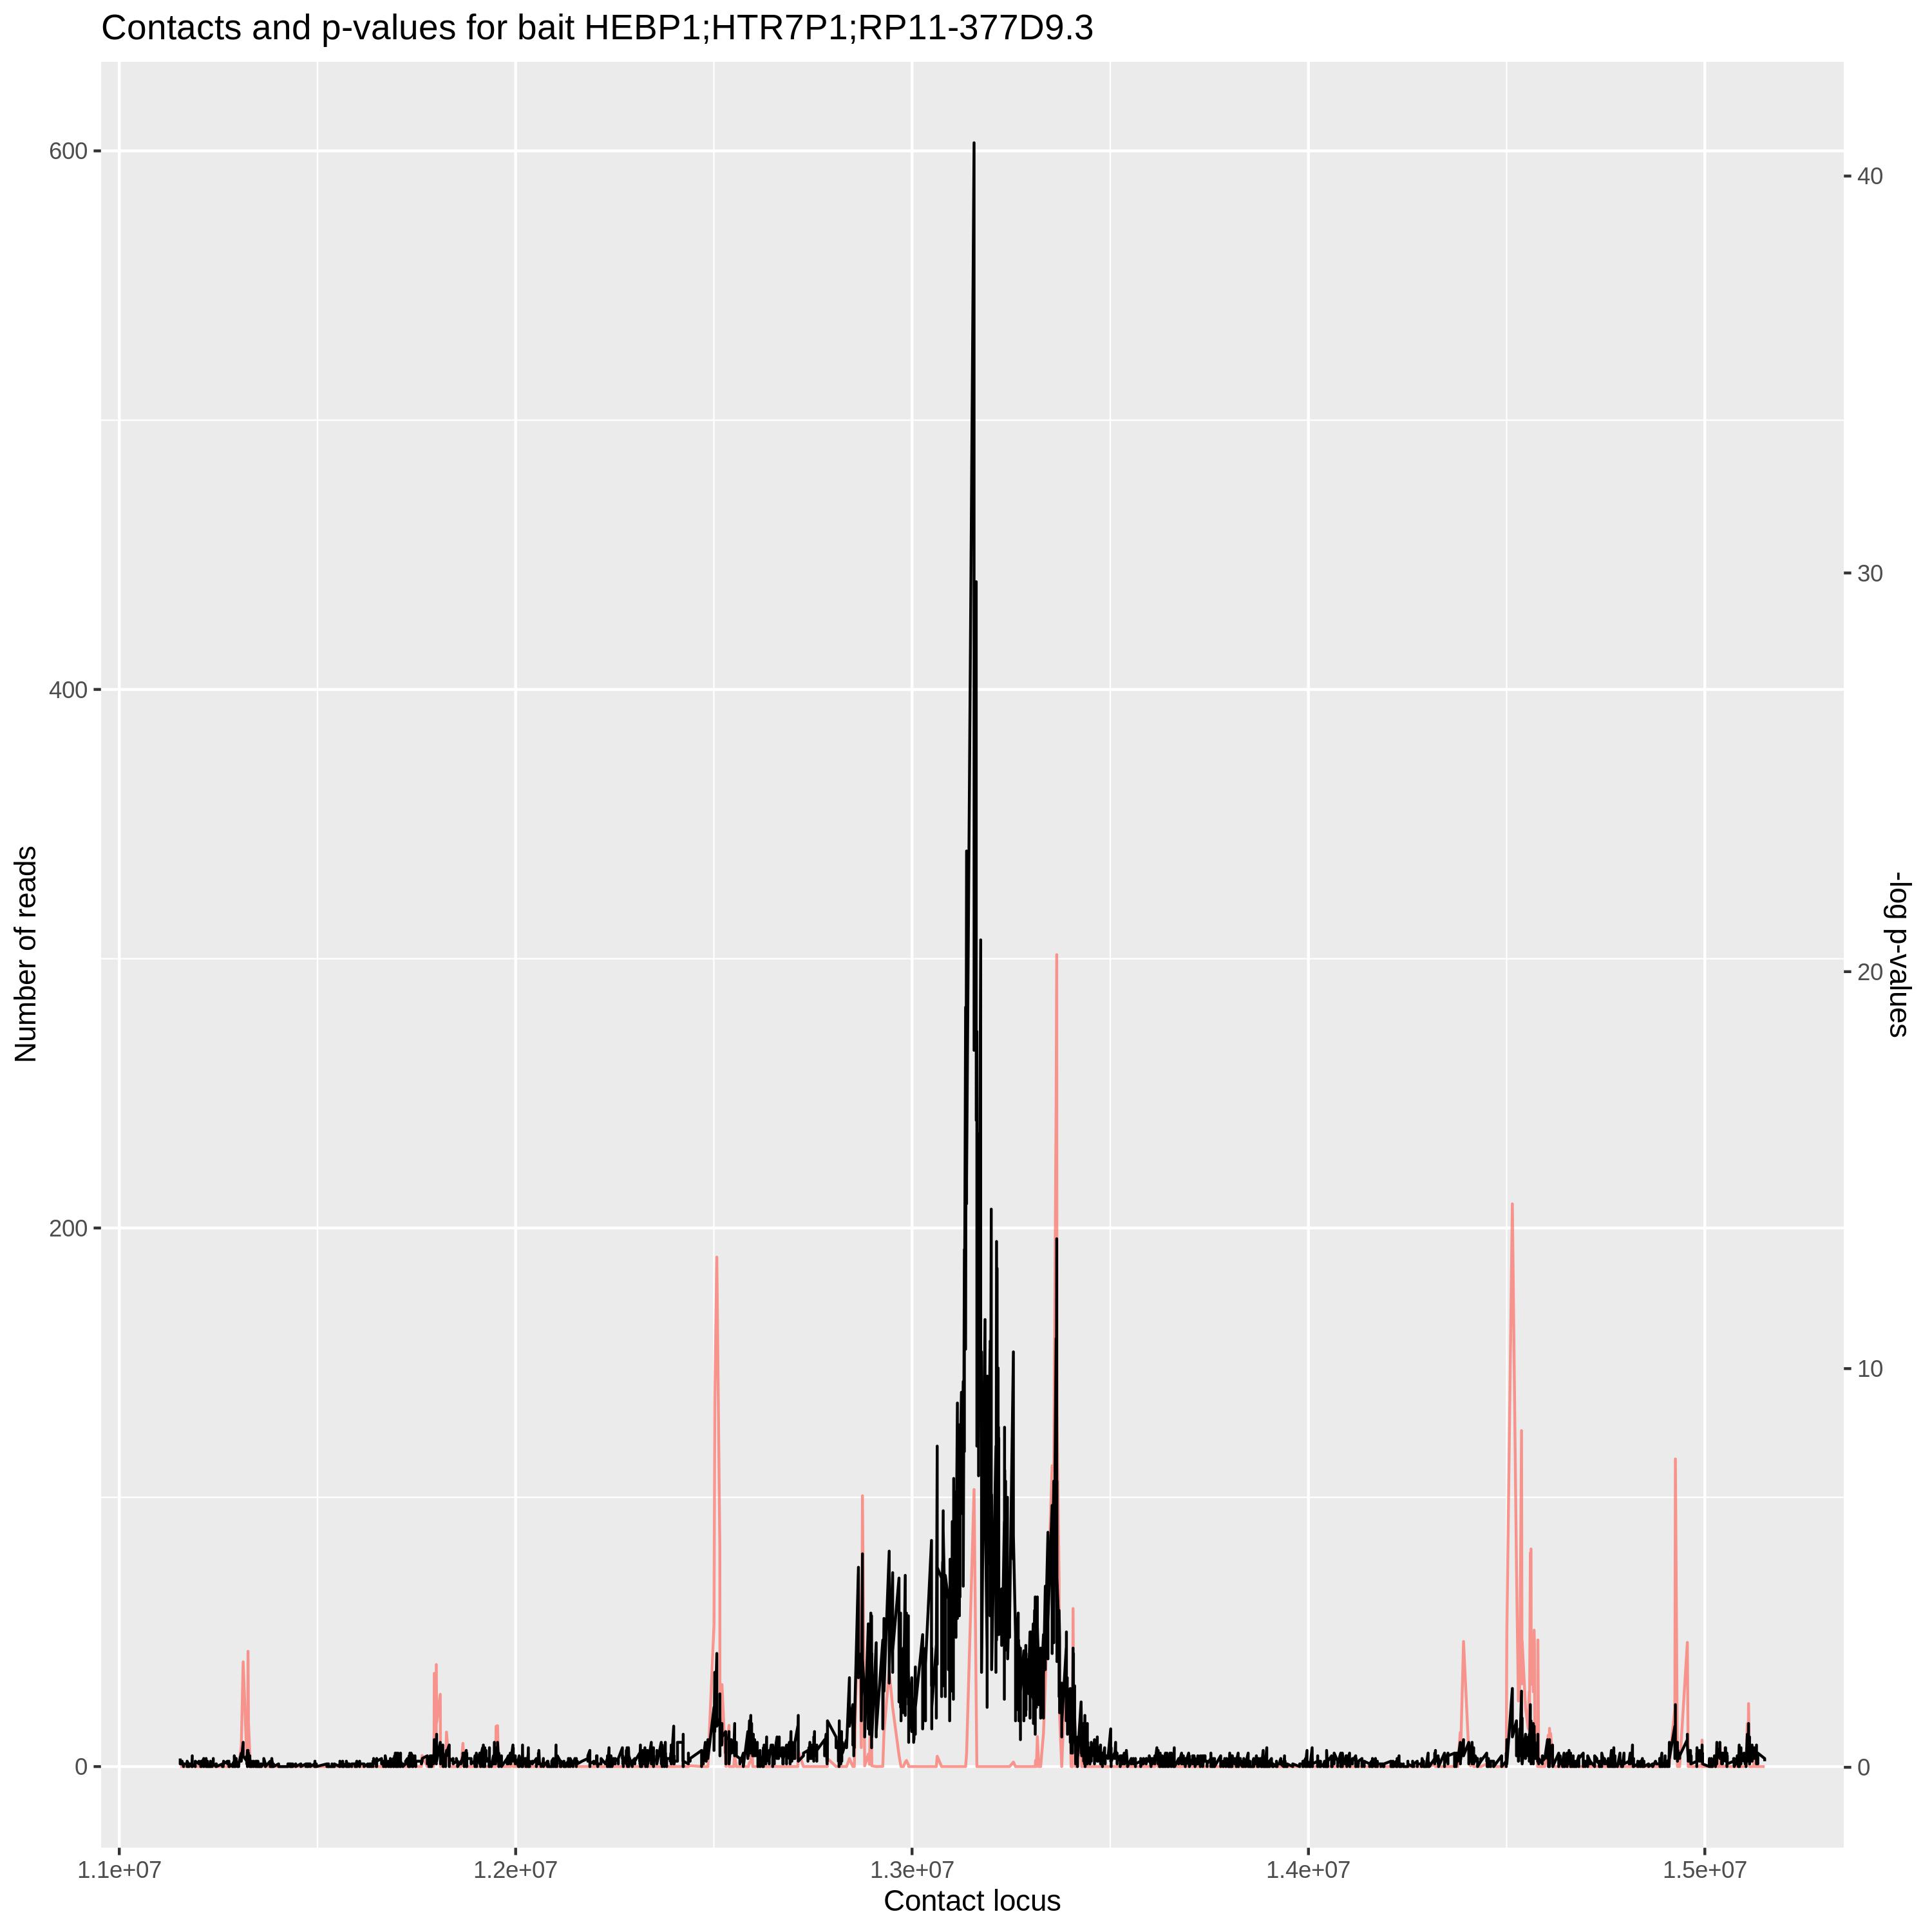 Contacts and p-values for bait HEBP1;HTR7P1;RP11-377D9.3
600
400
200
0
Number of reads
40
30
20
10
0
-log p-values
1.1e+07
1.2e+07
1.3e+07
1.4e+07
1.5e+07
Contact locus